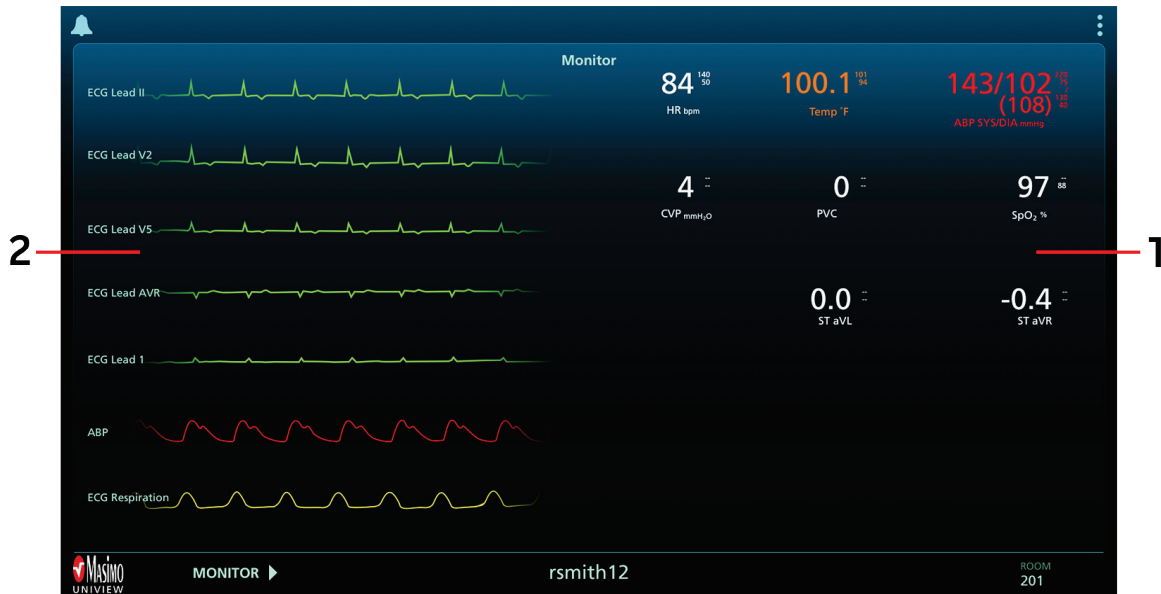 Monitor
ECG Lead II
84 140 50
HR bpm
100.1 101 94
Temp °F
143/102
(108)
ABP SYS/DIA mmHg
ECG Lead V2
4 -- --
CVP mmH₂O
0 -- --
PVC
97 -- 88
SpO₂ %
ECG Lead V5
2
1
ECG Lead AVR
0.0 -- --
ST aVL
-0.4 -- --
ST aVR
ECG Lead 1
ABP
ECG Respiration
Masimo
UNIVIEW
MONITOR
rsmith12
ROOM
201